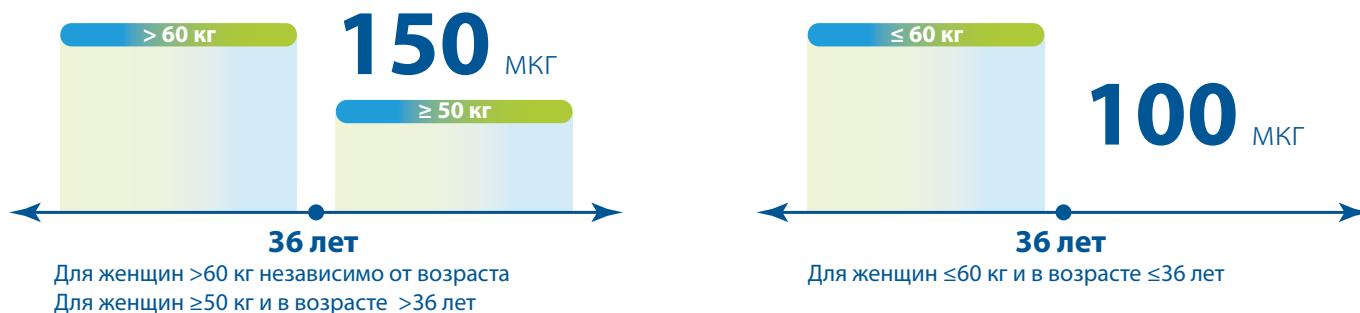 > 60 кг
150 мкг
≥ 50 кг
36 лет
Для женщин >60 кг независимо от возраста
Для женщин ≥50 кг и в возрасте >36 лет
≤ 60 кг
100 мкг
36 лет
Для женщин ≤60 кг и в возрасте ≤36 лет